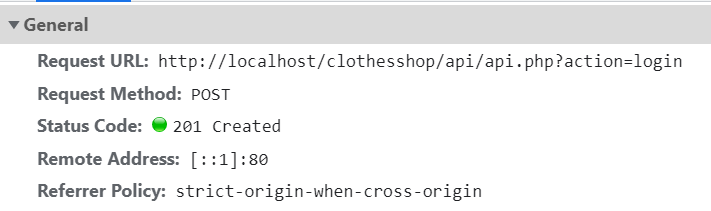 General
Request URL: http://localhost/clothesshop/api/api.php?action=login
Request Method: POST
Status Code: 201 Created
Remote Address: [::1]:80
Referrer Policy: strict-origin-when-cross-origin